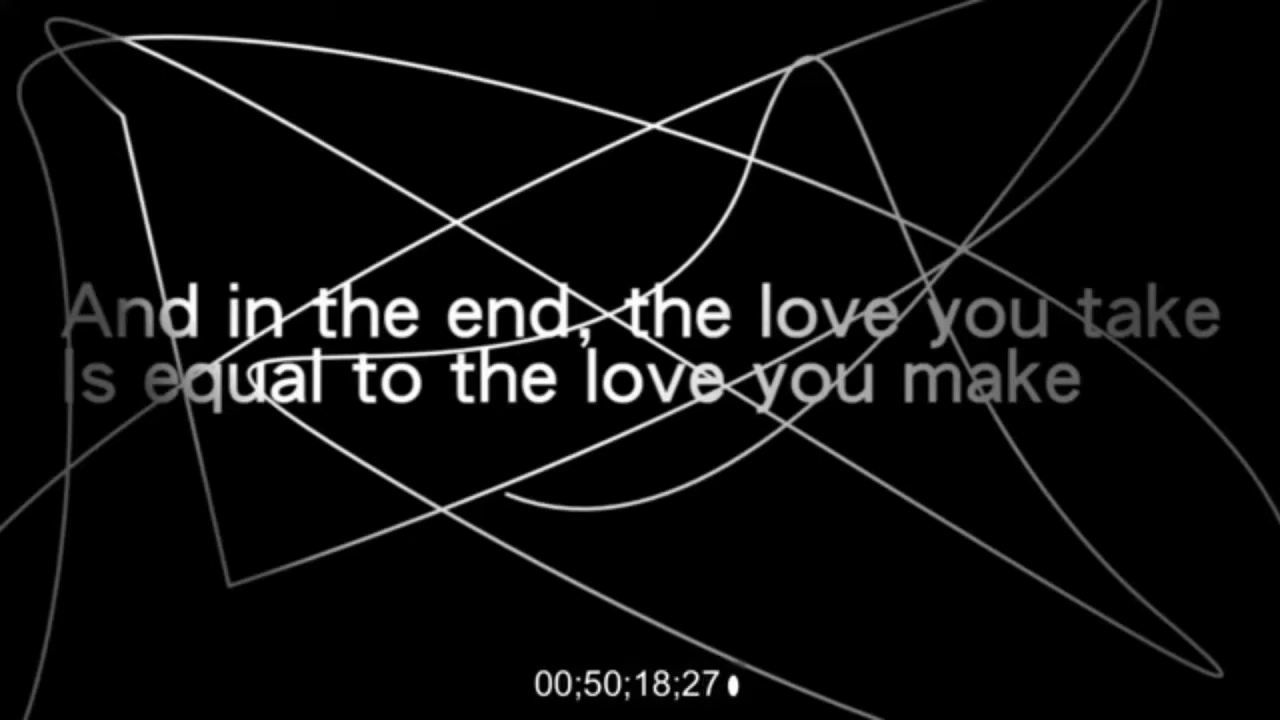 And in the end, the love you take
Is equal to the love you make
00;50;18;27